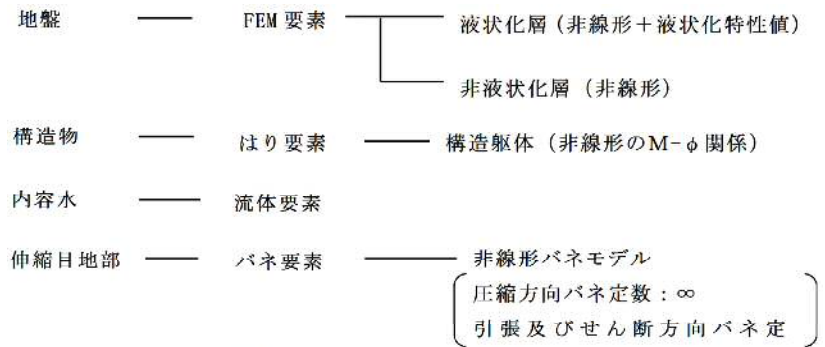 地盤 FEM 要素 液状化層（非線形＋液状化特性値）
非液状化層（非線形）
構造物 はり要素 構造躯体（非線形のM-φ関係）
内容水 流体要素
伸縮目地部 バネ要素 非線形バネモデル
圧縮方向バネ定数：∞
引張及びせん断方向バネ定